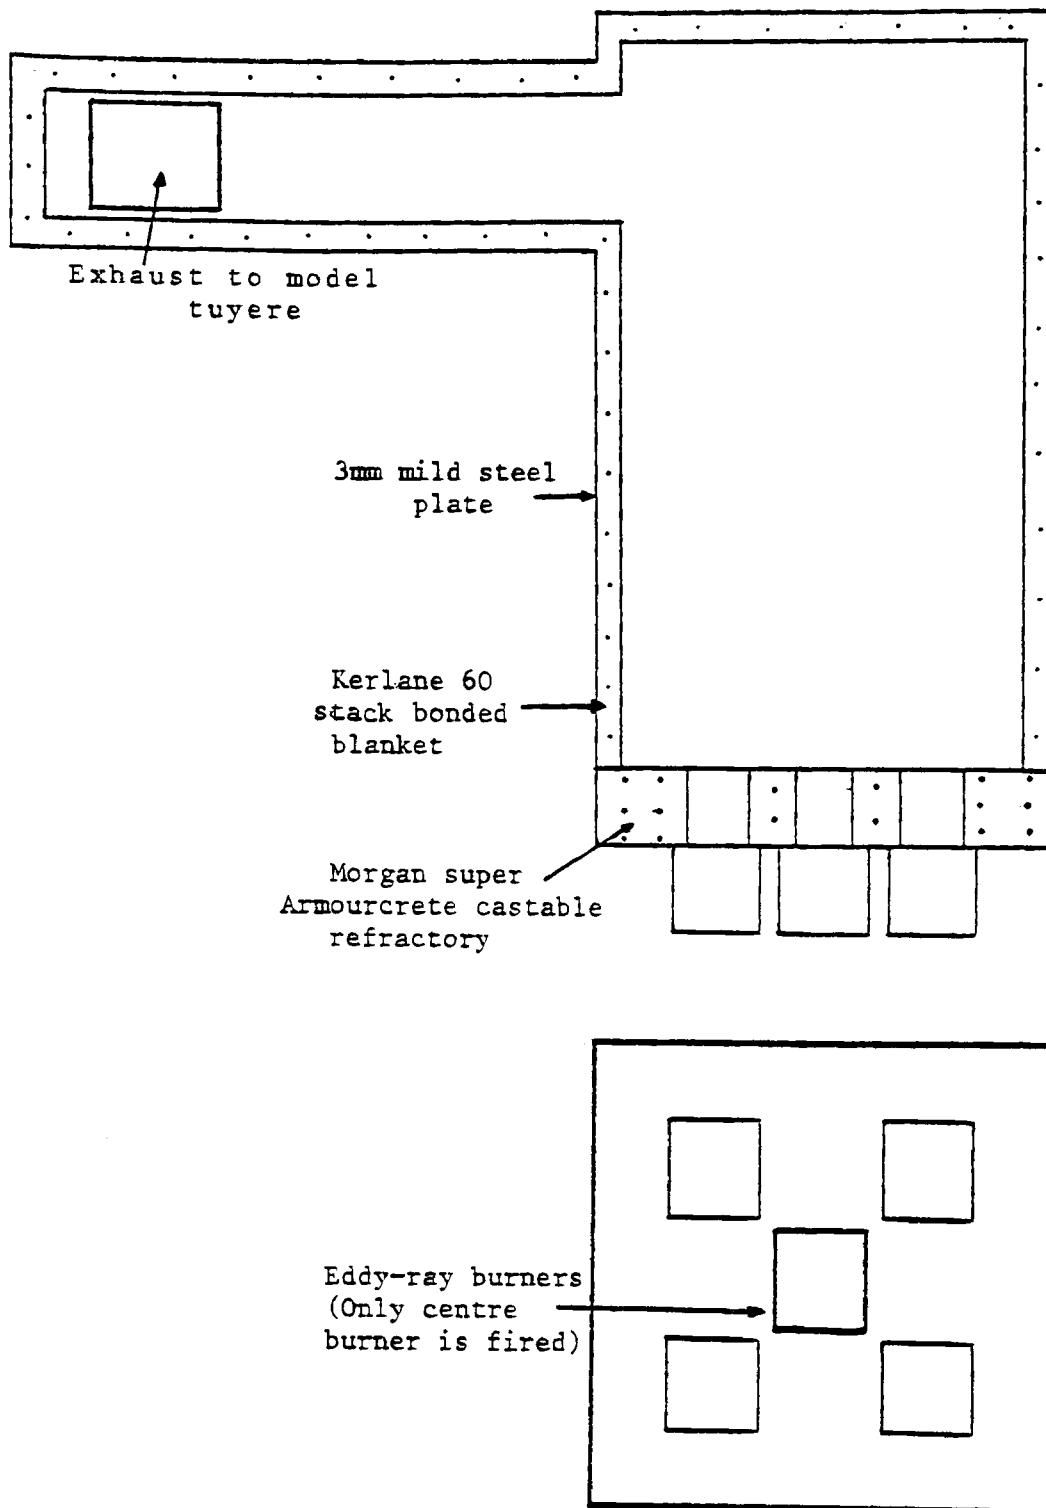 Exhaust to model
tuyere
3mm mild steel
plate
Kerlane 60
stack bonded
blanket
Morgan super
Armourcrete castable
refractory
Eddy-ray burners
(Only centre
burner is fired)